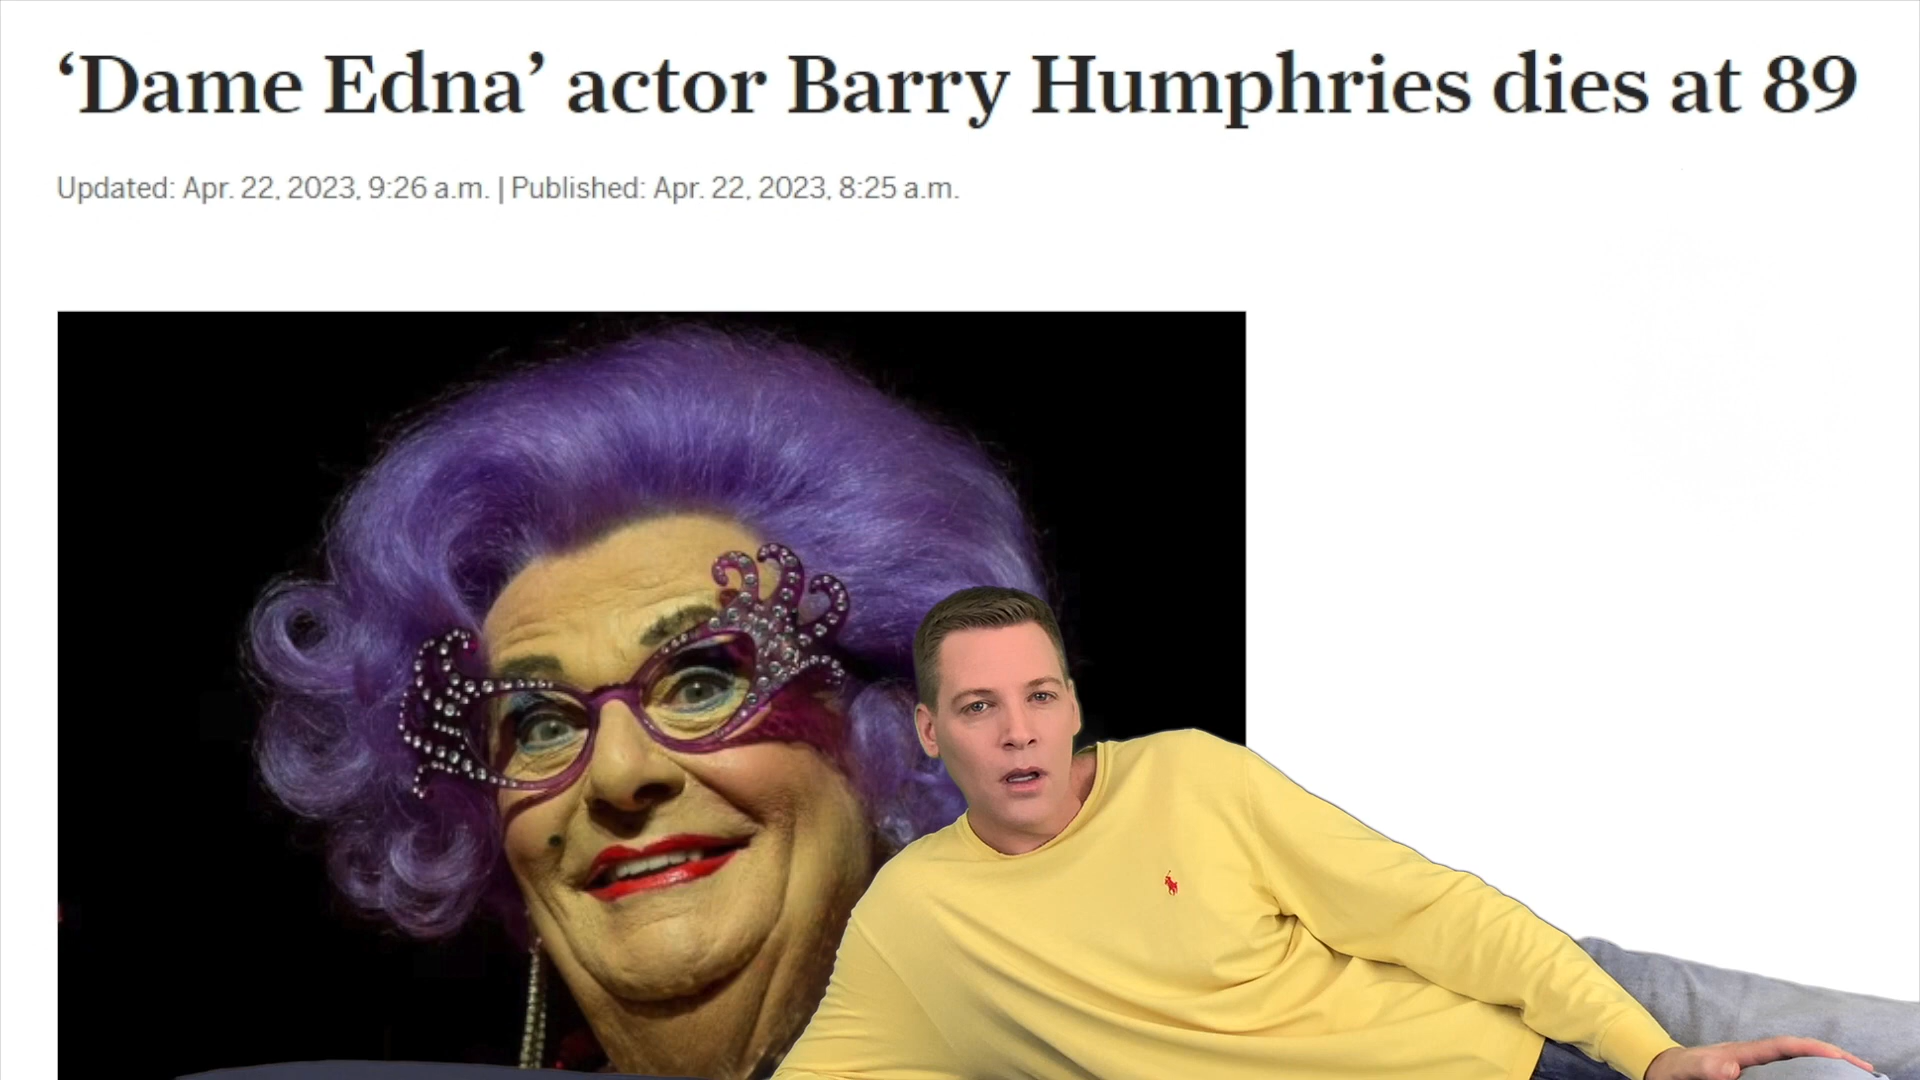 ‘Dame Edna’ actor Barry Humphries dies at 89
Updated: Apr. 22, 2023, 9:26 a.m. | Published: Apr. 22, 2023, 8:25 a.m.